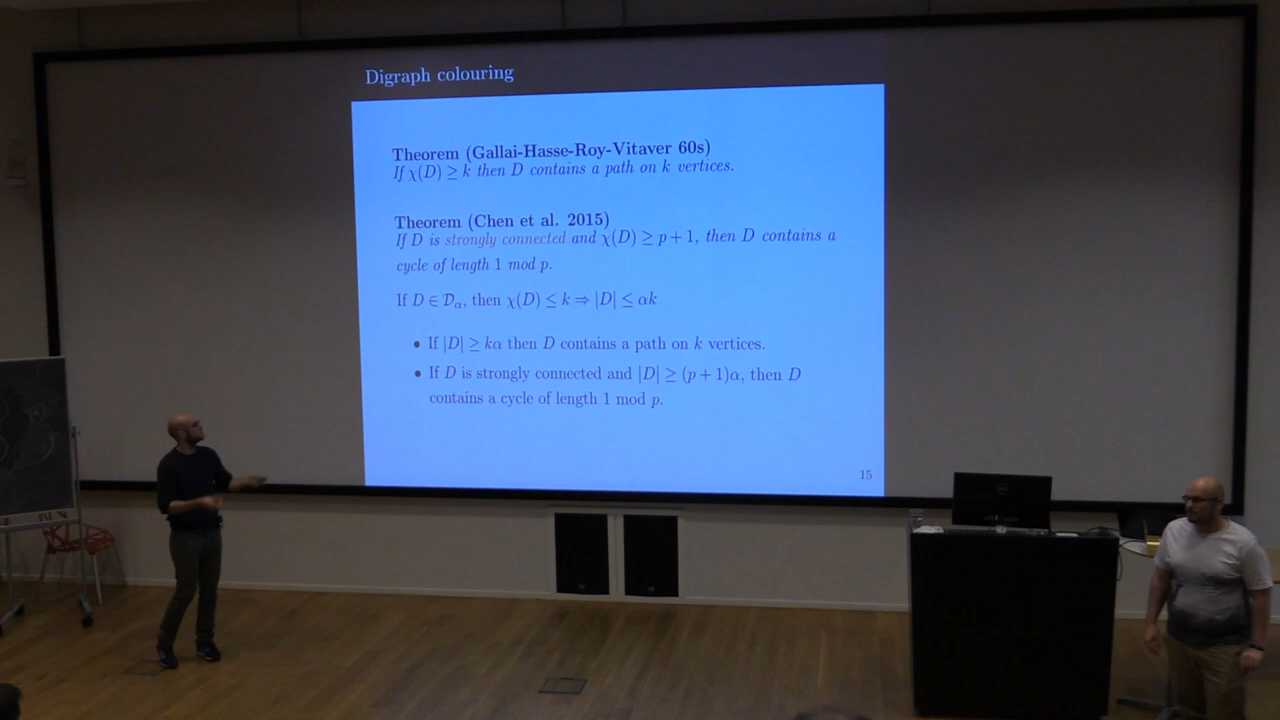 Digraph colouring
Theorem (Gallai-Hasse-Roy-Vitaver 60s)
If χ(D) ≥ k then D contains a path on k vertices.
Theorem (Chen et al. 2015)
If D is strongly connected and χ(D) ≥ p + 1, then D contains a
cycle of length 1 mod p.
If D ∈ 𝒟α, then χ(D) ≤ k ⇒ |D| ≤ αk
• If |D| ≥ kα then D contains a path on k vertices.
• If D is strongly connected and |D| ≥ (p + 1)α, then D
contains a cycle of length 1 mod p.
15